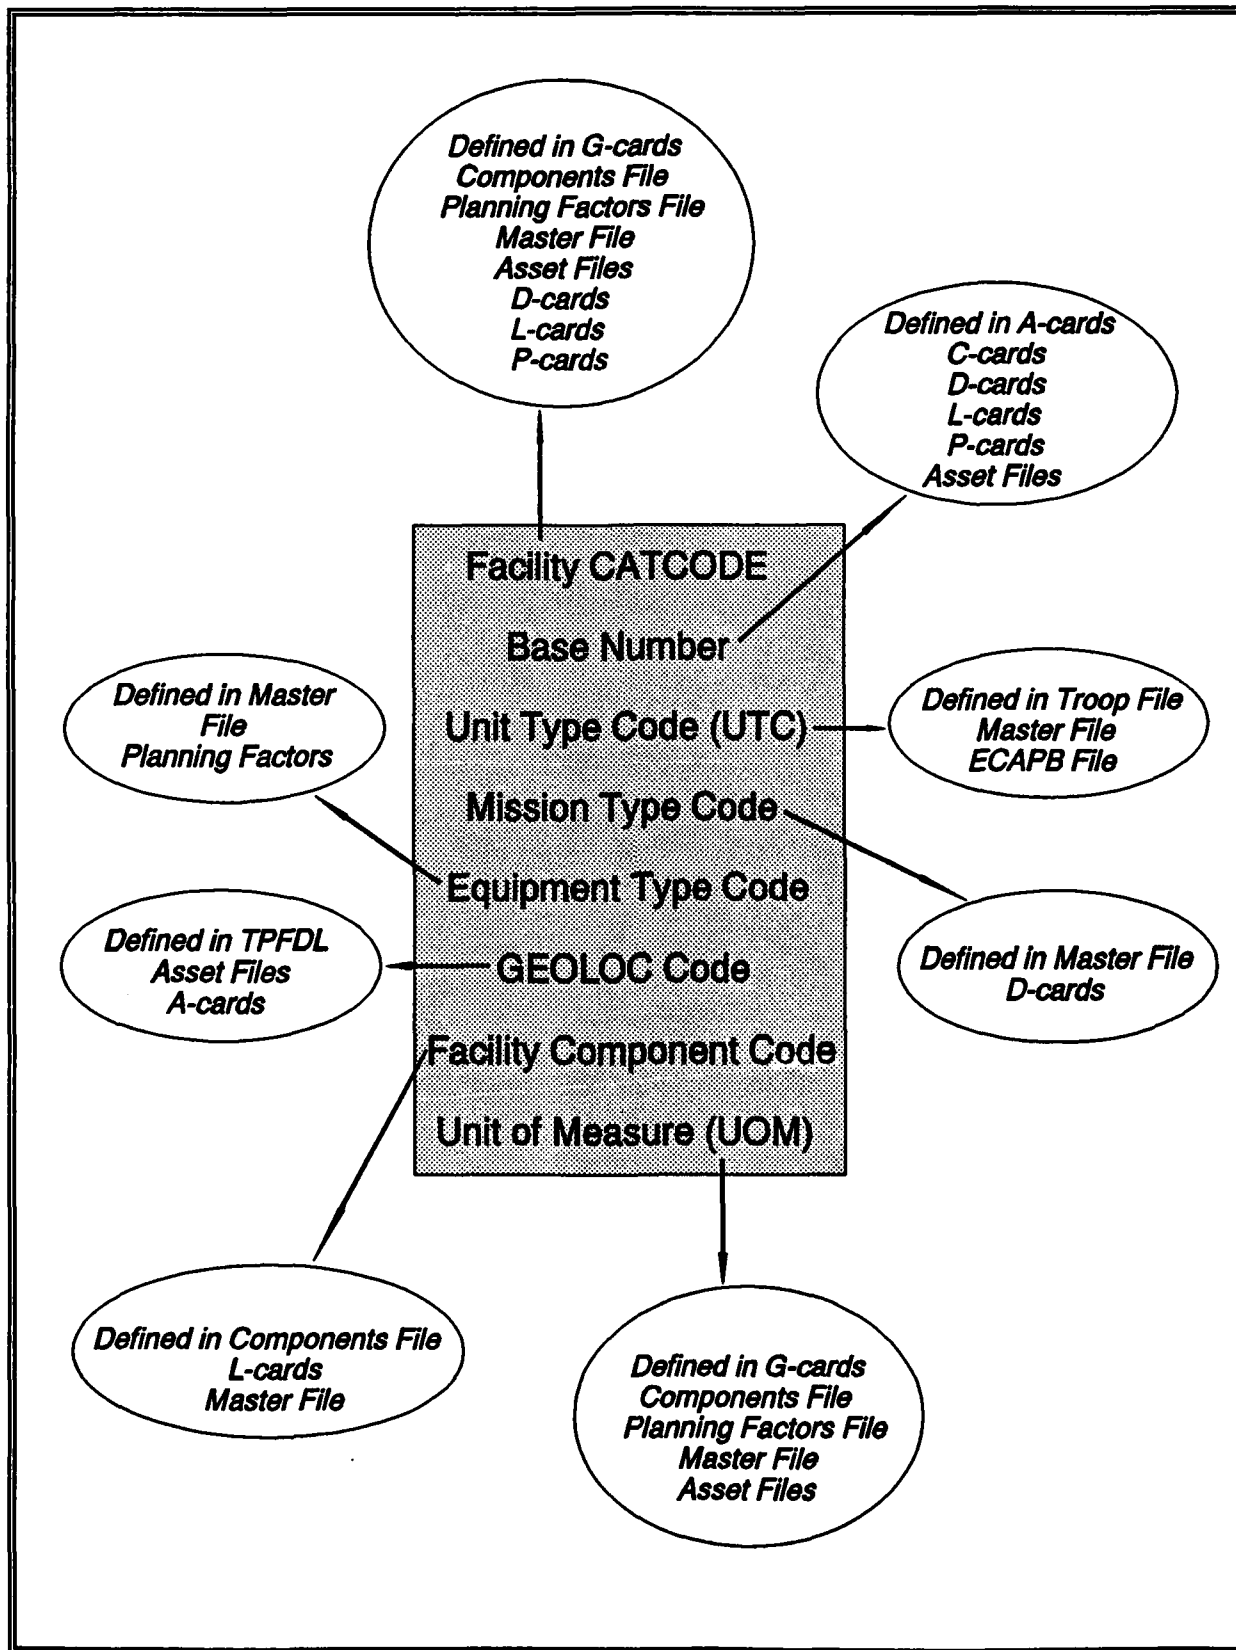 Defined in G-cards
Components File
Planning Factors File
Master File
Asset Files
D-cards
L-cards
P-cards
Defined in A-cards
C-cards
D-cards
L-cards
P-cards
Asset Files
Facility CATCODE
Base Number
Unit Type Code (UTC)
Mission Type Code
Equipment Type Code
GEOLOC Code
Facility Component Code
Unit of Measure (UOM)
Defined in Master
File
Planning Factors
Defined in Troop File
Master File
ECAPB File
Defined in TPFDL
Asset Files
A-cards
Defined in Master File
D-cards
Defined in Components File
L-cards
Master File
Defined in G-cards
Components File
Planning Factors File
Master File
Asset Files